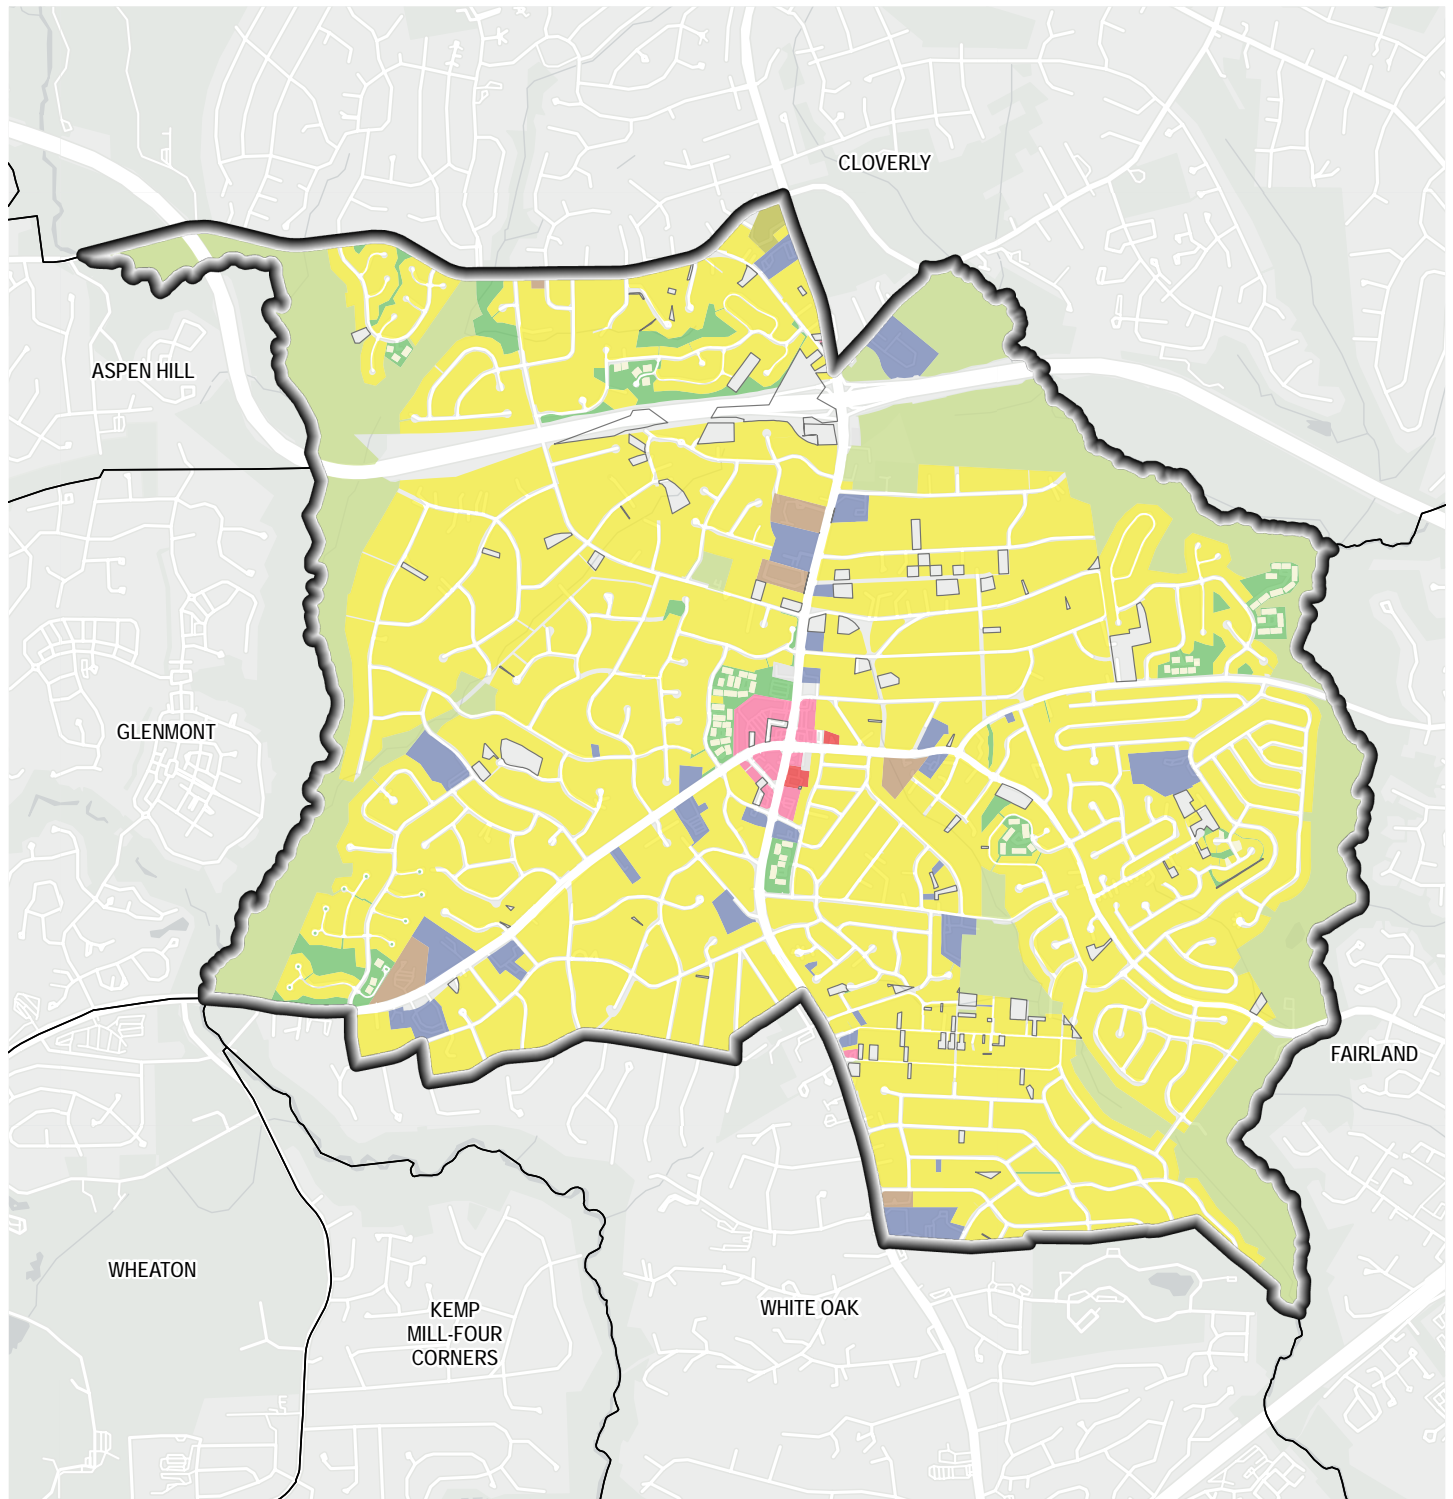 CLOVERLY
ASPEN HILL
GLENMONT
FAIRLAND
WHEATON
KEMP
MILL-FOUR
CORNERS
WHITE OAK